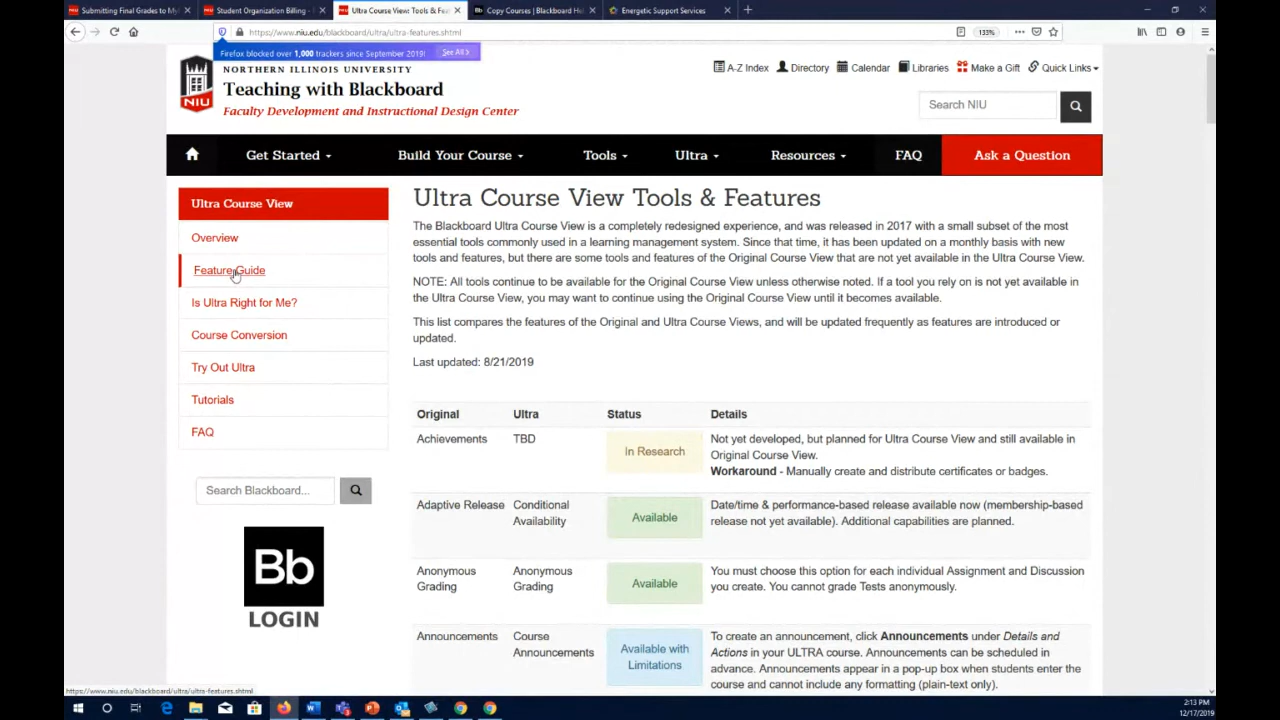 Submitting Final Grades to My
Student Organization Billing -
Ultra Course View: Tools & Feat
Copy Courses | Blackboard Hel
Energetic Support Services
https://www.niu.edu/blackboard/ultra/ultra-features.shtml
133%
Firefox blocked over 1,000 trackers since September 2019!
See All >
NORTHERN ILLINOIS UNIVERSITY
Teaching with Blackboard
Faculty Development and Instructional Design Center
NIU
A-Z Index
Directory
Calendar
Libraries
Make a Gift
Quick Links
Search NIU
Get Started
Build Your Course
Tools
Ultra
Resources
FAQ
Ask a Question
Ultra Course View
Overview
Feature Guide
Is Ultra Right for Me?
Course Conversion
Try Out Ultra
Tutorials
FAQ
Search Blackboard...
Bb
LOGIN
Ultra Course View Tools & Features
The Blackboard Ultra Course View is a completely redesigned experience, and was released in 2017 with a small subset of the most
essential tools commonly used in a learning management system. Since that time, it has been updated on a monthly basis with new
tools and features, but there are some tools and features of the Original Course View that are not yet available in the Ultra Course View.
NOTE: All tools continue to be available for the Original Course View unless otherwise noted. If a tool you rely on is not yet available in
the Ultra Course View, you may want to continue using the Original Course View until it becomes available.
This list compares the features of the Original and Ultra Course Views, and will be updated frequently as features are introduced or
updated.
Last updated: 8/21/2019
Original Ultra Status Details
Achievements TBD In Research Not yet developed, but planned for Ultra Course View and still available in
Original Course View.
Workaround - Manually create and distribute certificates or badges.
Adaptive Release Conditional Available Date/time & performance-based release available now (membership-based
Availability release not yet available). Additional capabilities are planned.
Anonymous Anonymous Available You must choose this option for each individual Assignment and Discussion
Grading Grading you create. You cannot grade Tests anonymously.
Announcements Course Available with To create an announcement, click Announcements under Details and
Announcements Limitations Actions in your ULTRA course. Announcements can be scheduled in
advance. Announcements appear in a pop-up box when students enter the
course and cannot include any formatting (plain-text only).
https://www.niu.edu/blackboard/ultra/ultra-features.shtml
2:13 PM
12/17/2019